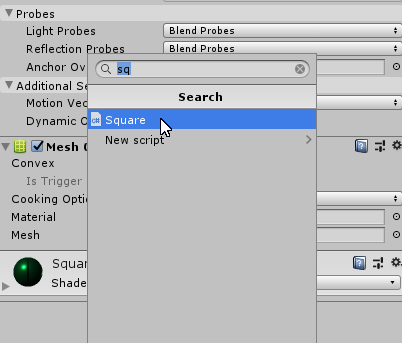 Probes
Light Probes
Blend Probes
Reflection Probes
Blend Probes
Anchor Ov
sq
Additional Se
Search
Motion Vec
Square
Dynamic O
New script
Mesh
Convex
Is Trigger
Cooking Optio
Material
Mesh
Squar
Shade